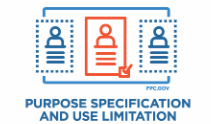 FPC.GOV
PURPOSE SPECIFICATION
AND USE LIMITATION